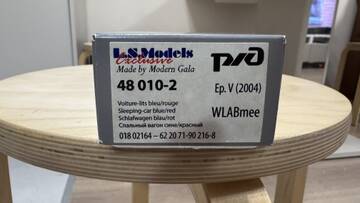 L.S.Models
Exclusive
Made by Modern Gala
РЖД
48 010-2
Ep. V (2004)
Voiture-lits bleu/rouge
Sleeping-car blue/red
Schlafwagen blau/rot
Спальный вагон сине/красный
WLABmee
018 02164 – 62 20 71-90 216-8